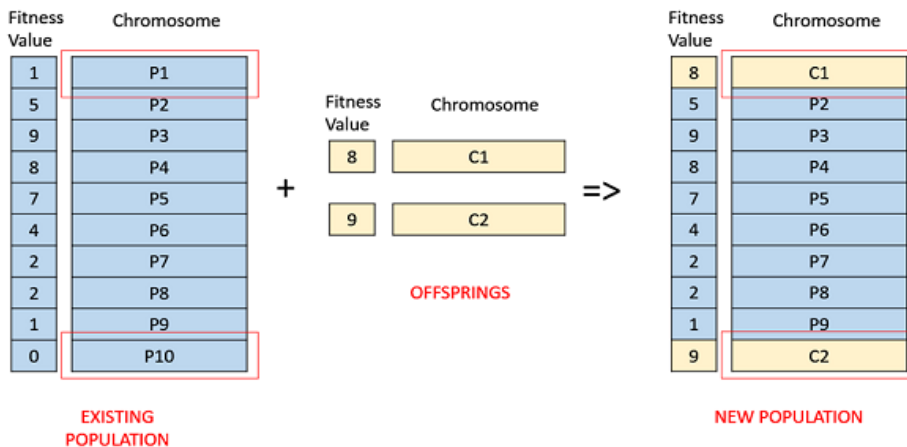 Fitness
Value
Chromosome
1 P1
5 P2
9 P3
8 P4
7 P5
4 P6
2 P7
2 P8
1 P9
0 P10
EXISTING
POPULATION
+
Fitness
Value
Chromosome
8 C1
9 C2
OFFSPRINGS
=>
Fitness
Value
Chromosome
8 C1
5 P2
9 P3
8 P4
7 P5
4 P6
2 P7
2 P8
1 P9
9 C2
NEW POPULATION